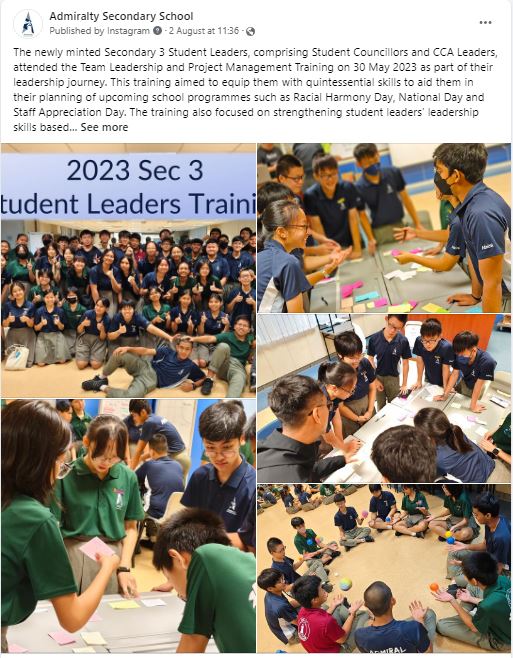 Admiralty Secondary School
Published by Instagram · 2 August at 11:36 ·
The newly minted Secondary 3 Student Leaders, comprising Student Councillors and CCA Leaders,
attended the Team Leadership and Project Management Training on 30 May 2023 as part of their
leadership journey. This training aimed to equip them with quintessential skills to aid them in
their planning of upcoming school programmes such as Racial Harmony Day, National Day and
Staff Appreciation Day. The training also focused on strengthening student leaders' leadership
skills based... See more
2023 Sec 3
tudent Leaders Traini
ADMIRAL